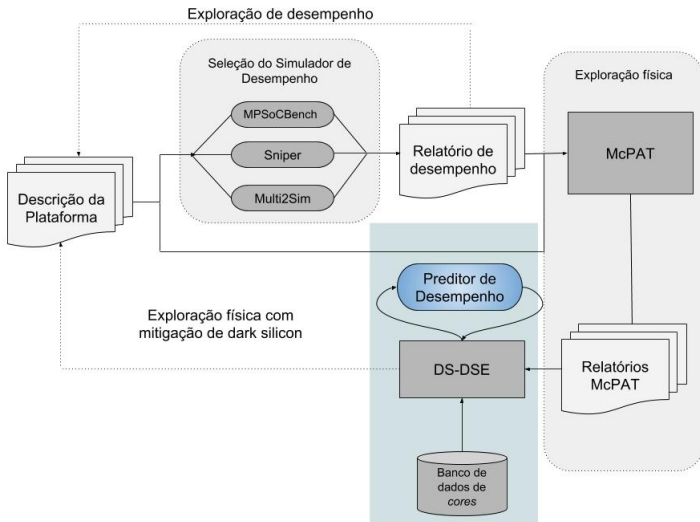 Exploração de desempenho
Seleção do Simulador de
Desempenho
MPSoCBench
Sniper
Multi2Sim
Descrição da
Plataforma
Relatório de
desempenho
Exploração física
McPAT
Preditor de
Desempenho
Exploração física com
mitigação de dark silicon
DS-DSE
Relatórios
McPAT
Banco de
dados de
cores